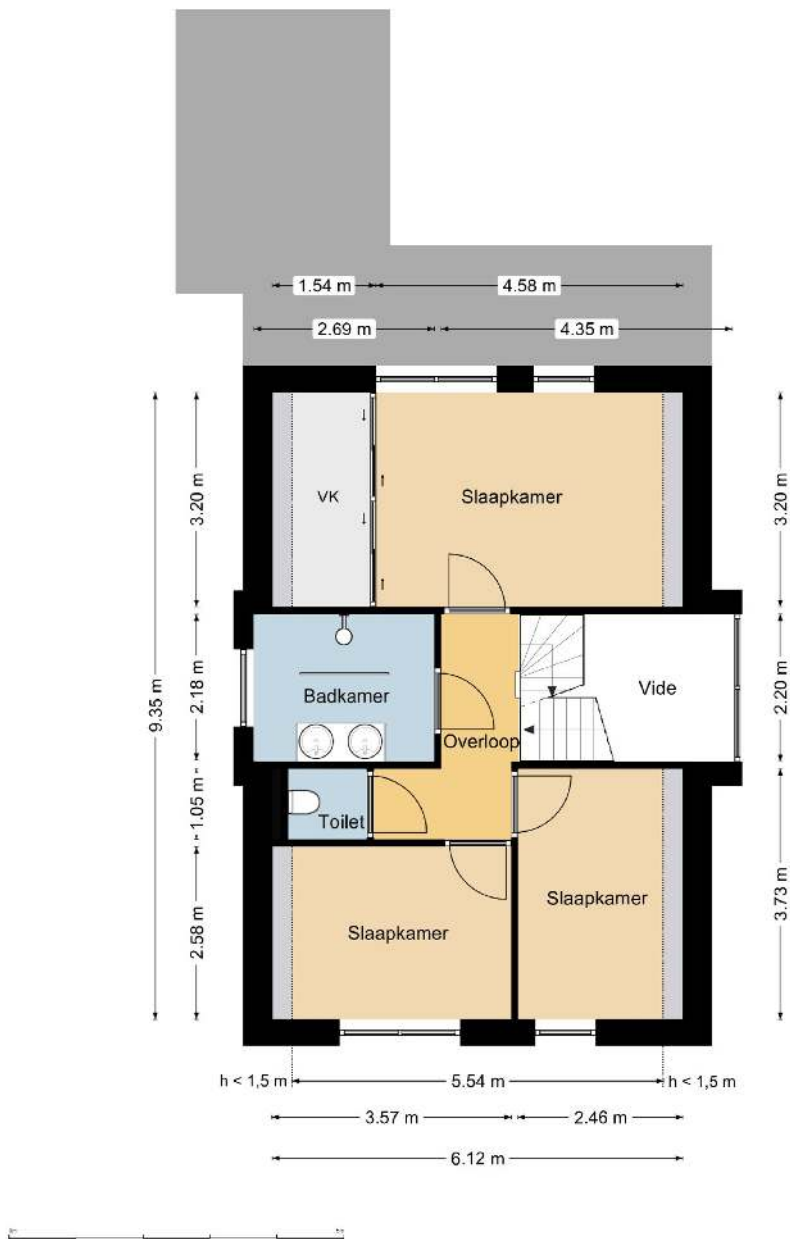 1.54 m
4.58 m
2.69 m
4.35 m
3.20 m
VK
Slaapkamer
3.20 m
9.35 m
2.18 m
Badkamer
Overloop
Vide
2.20 m
1.05 m
Toilet
2.58 m
Slaapkamer
Slaapkamer
3.73 m
h < 1,5 m
5.54 m
h < 1,5 m
3.57 m
2.46 m
6.12 m